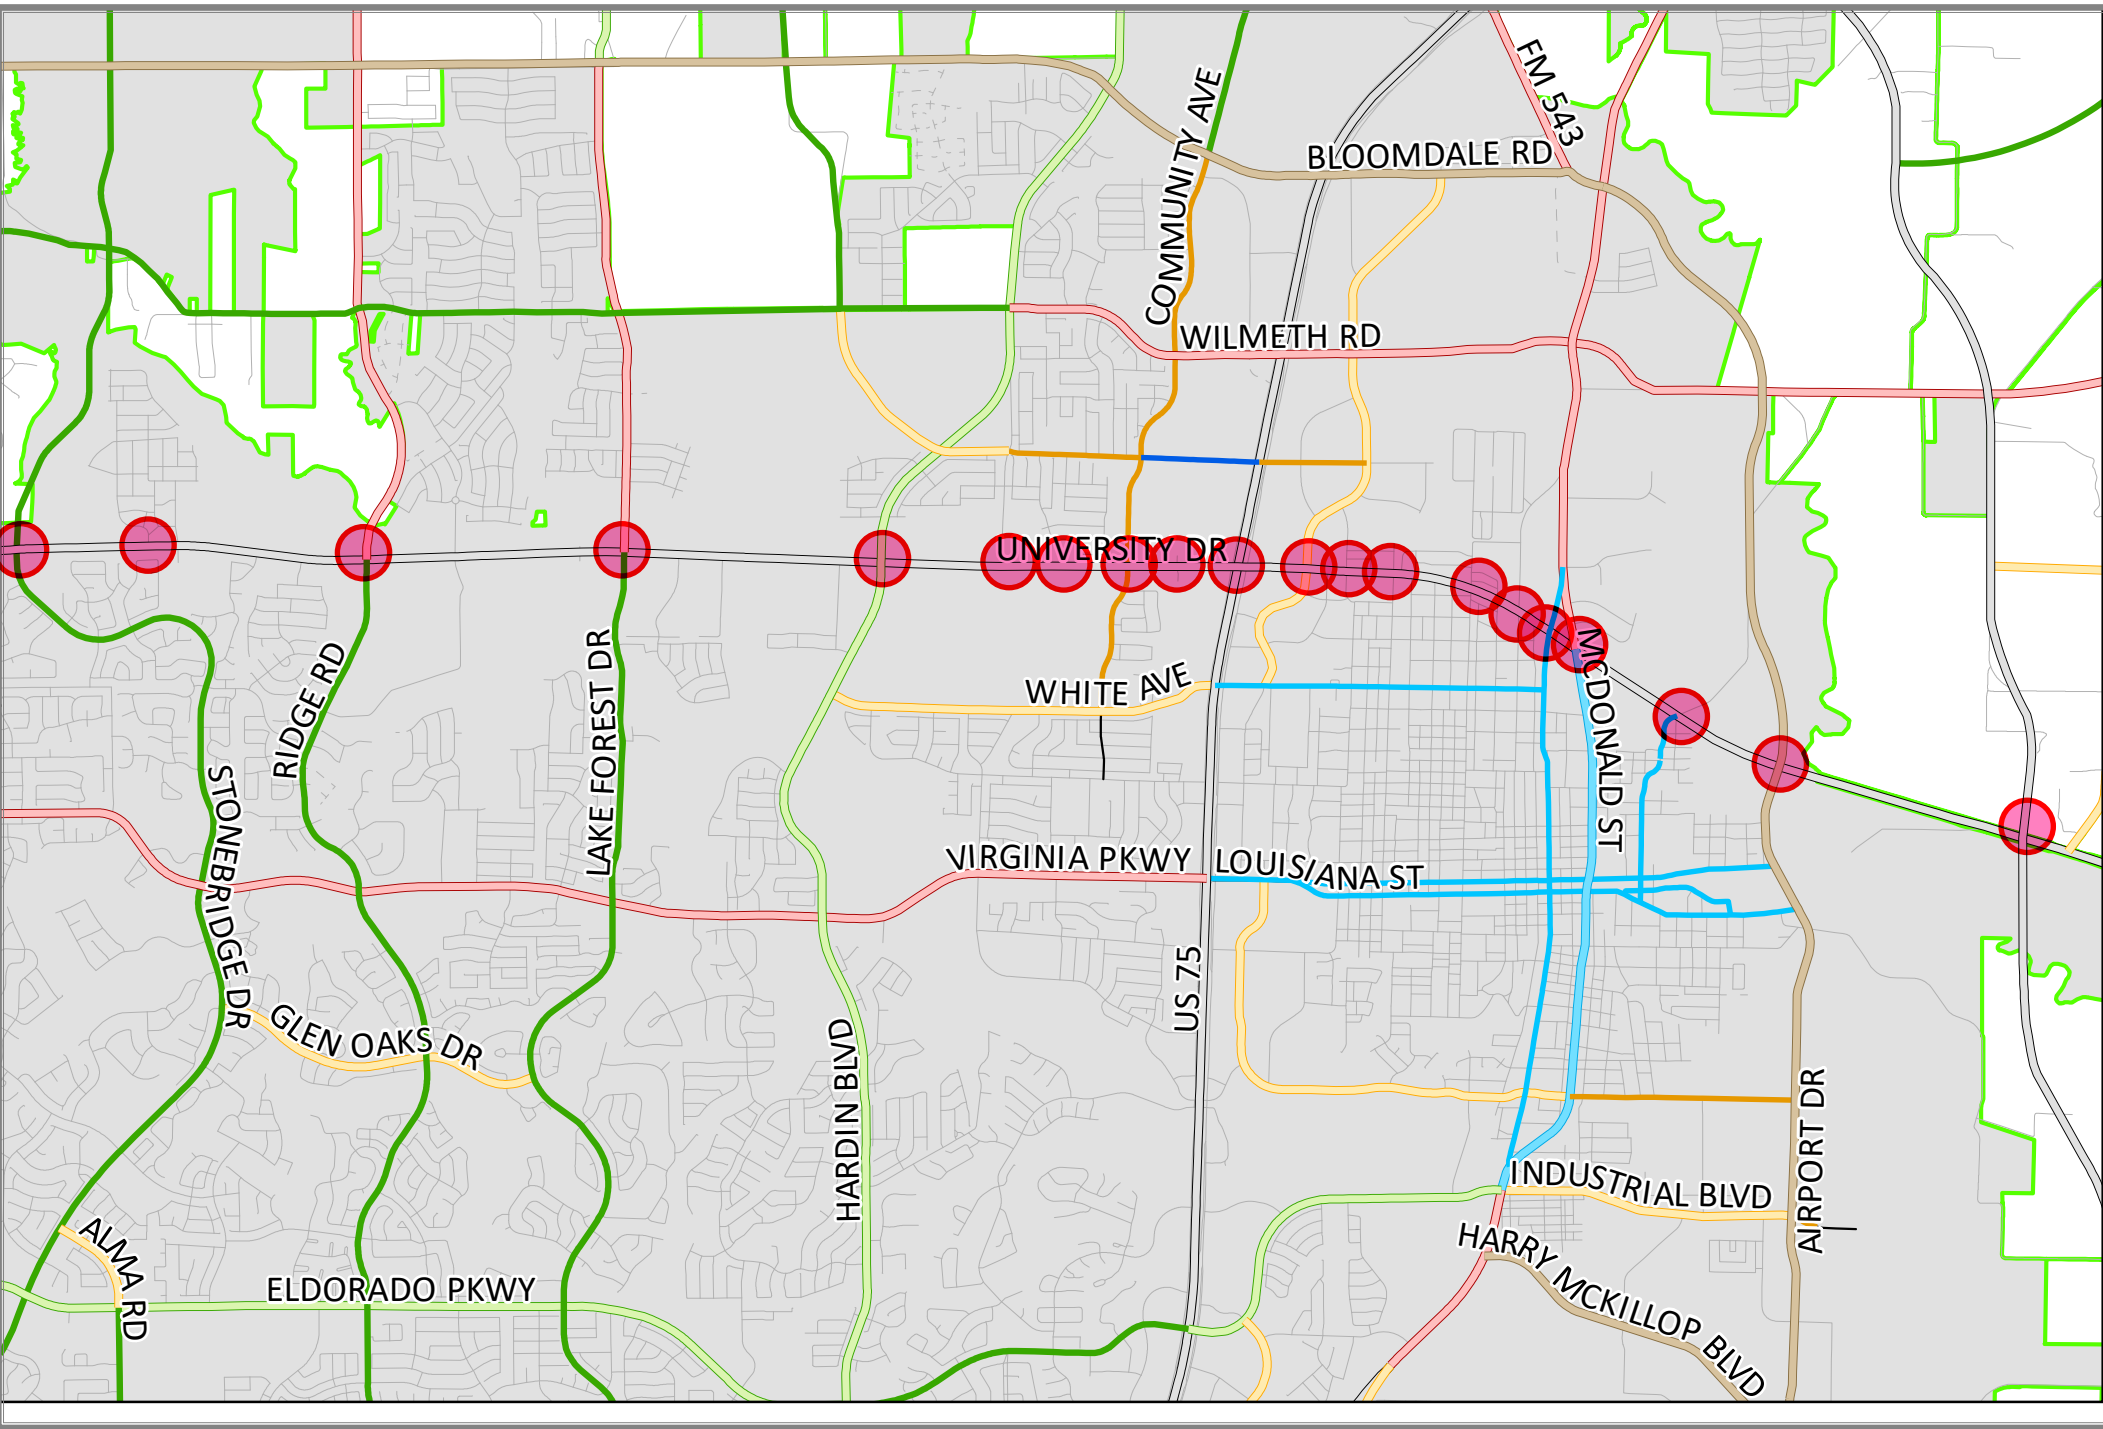 FM 543
COMMUNITY AVE
BLOOMDALE RD
WILMETH RD
UNIVERSITY DR
RIDGE RD
LAKE FOREST DR
WHITE AVE
MCDONALD ST
STONEBRIDGE DR
VIRGINIA PKWY
LOUISIANA ST
US 75
GLEN OAKS DR
HARDIN BLVD
AIRPORT DR
INDUSTRIAL BLVD
ALMA RD
HARRY MCKILLOP BLVD
ELDORADO PKWY